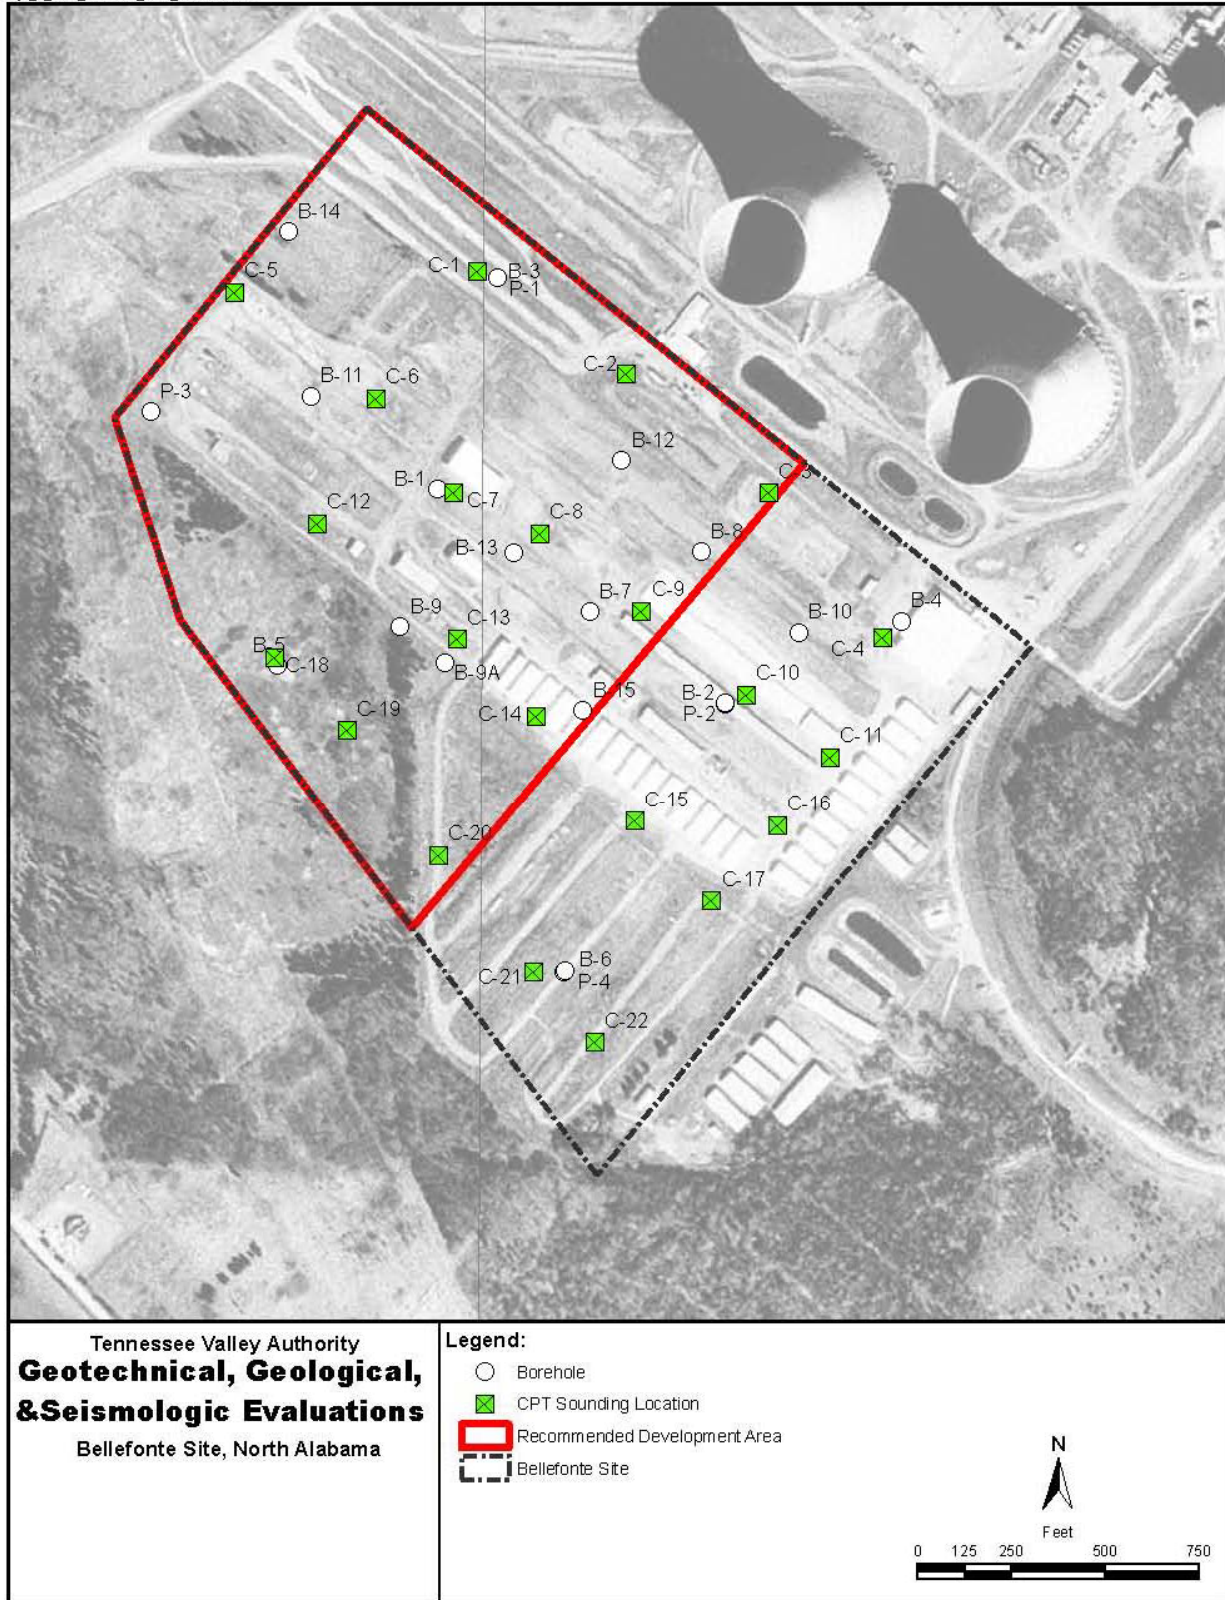 B-14
C-5
C-1
B-3
P-1
C-2
P-3
B-11
C-6
B-12
C-3
B-1
C-7
C-12
C-8
B-13
B-8
B-7
C-9
B-10
B-4
C-4
B-9
C-13
B-9A
B-5
C-18
C-10
B-2
P-2
B-15
C-14
C-19
C-11
C-15
C-16
C-20
C-17
B-6
P-4
C-21
C-22
Tennessee Valley Authority
Geotechnical, Geological,
&Seismologic Evaluations
Bellefonte Site, North Alabama
Legend:
Borehole
CPT Sounding Location
Recommended Development Area
Bellefonte Site
N
Feet
0 125 250 500 750